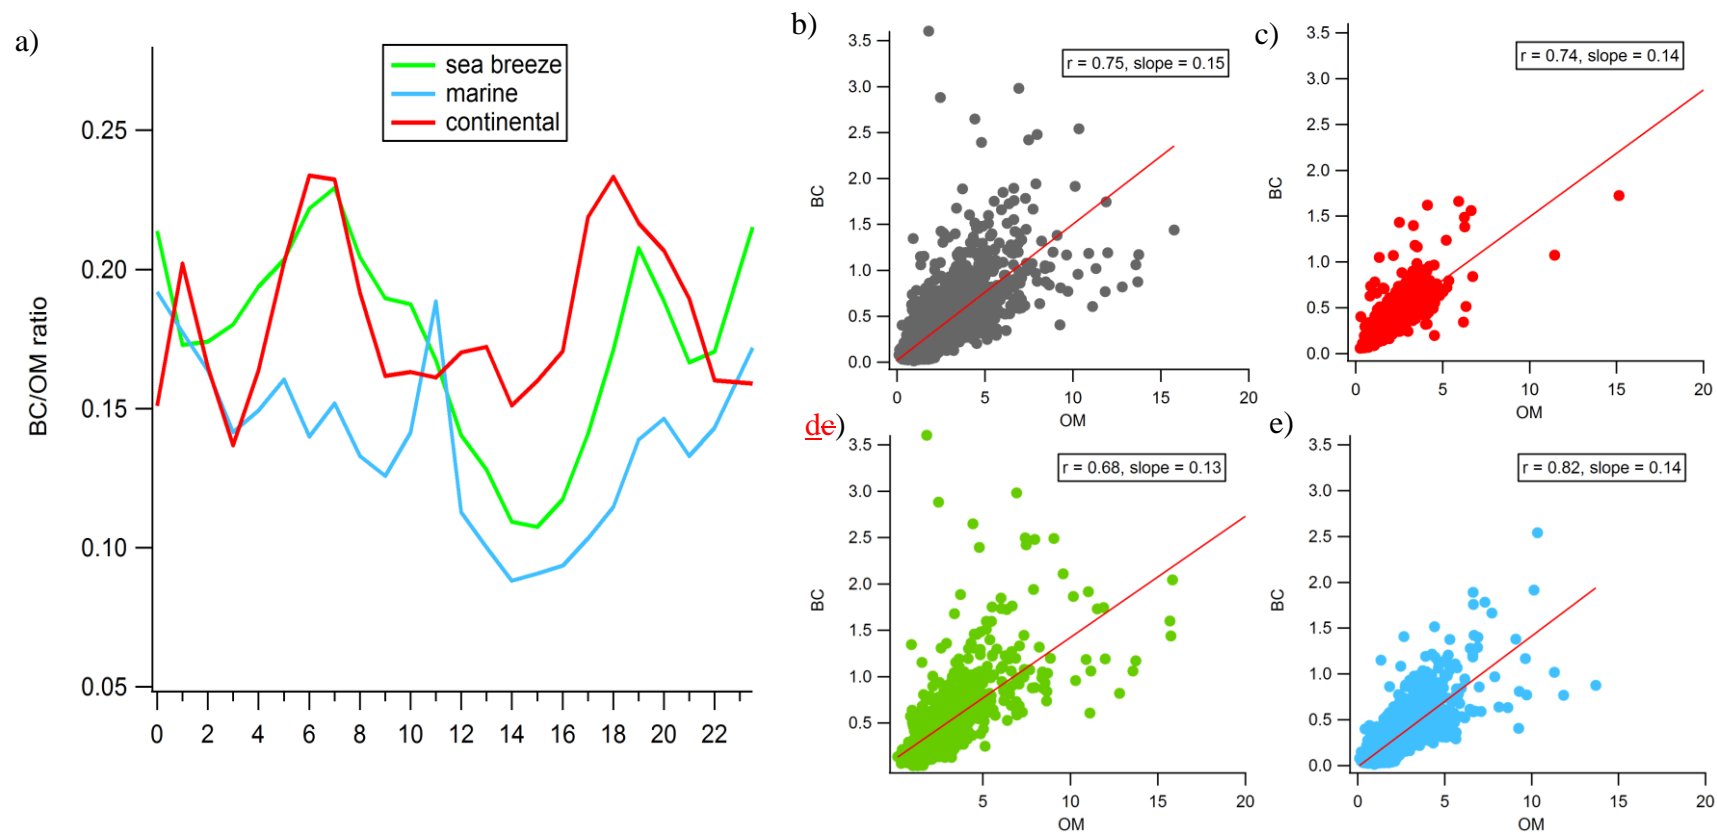 a)
sea breeze
marine
continental
BC/OM ratio
0.25
0.20
0.15
0.10
0.05
0 2 4 6 8 10 12 14 16 18 20 22
b)
r = 0.75, slope = 0.15
BC
3.5
3.0
2.5
2.0
1.5
1.0
0.5
0.0
0 5 10 15 20
OM
c)
r = 0.74, slope = 0.14
BC
3.5
3.0
2.5
2.0
1.5
1.0
0.5
0.0
0 5 10 15 20
OM
de)
r = 0.68, slope = 0.13
BC
3.5
3.0
2.5
2.0
1.5
1.0
0.5
5 10 15 20
OM
e)
r = 0.82, slope = 0.14
BC
3.5
3.0
2.5
2.0
1.5
1.0
0.5
0.0
0 5 10 15 20
OM